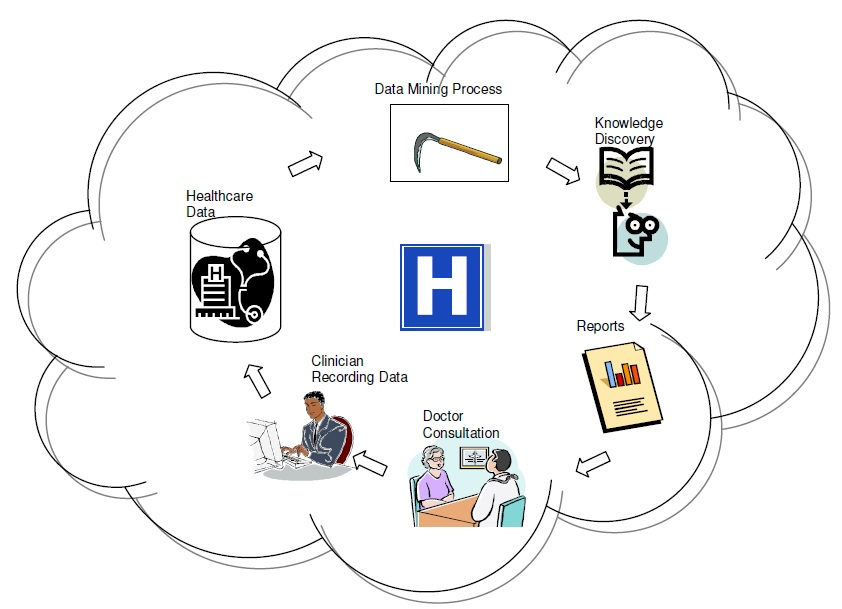 Data Mining Process
Knowledge
Discovery
Healthcare
Data
H
H
Reports
Clinician
Recording Data
Doctor
Consultation